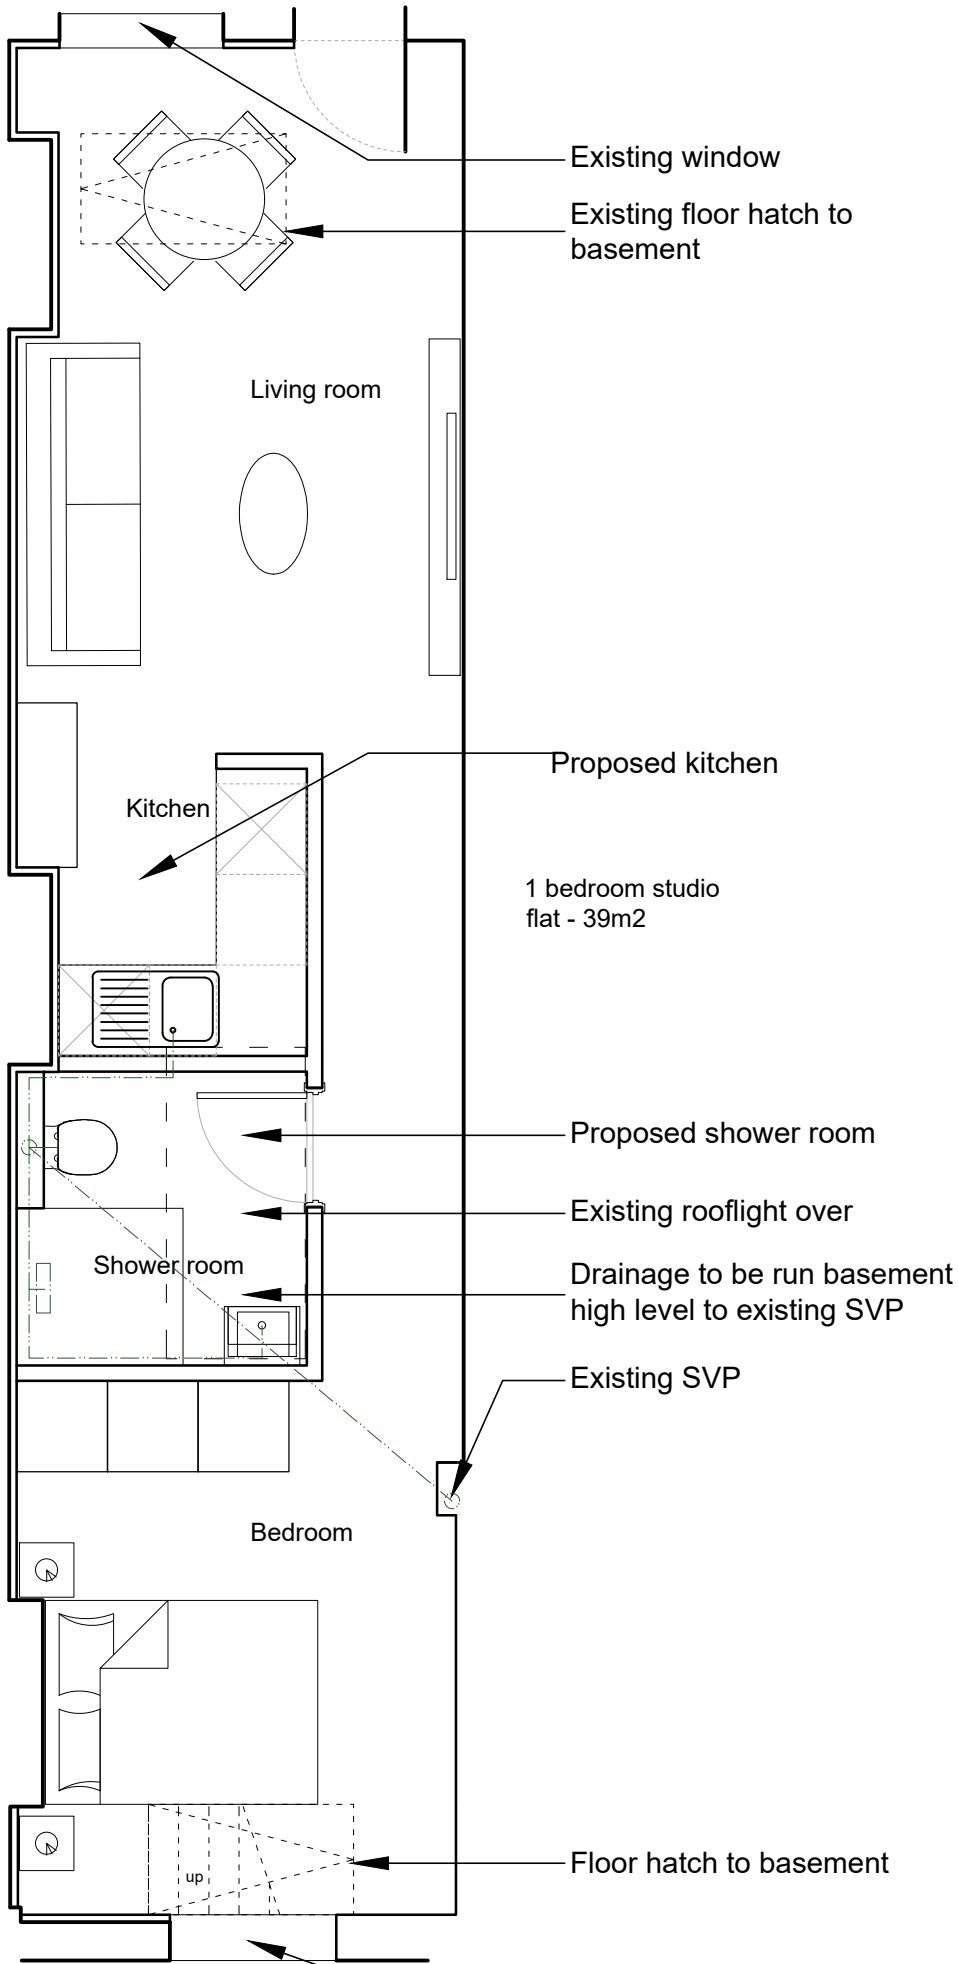 Existing window
Existing floor hatch to
basement
Living room
Proposed kitchen
Kitchen
1 bedroom studio
flat - 39m2
Proposed shower room
Existing rooflight over
Shower room
Drainage to be run basement
high level to existing SVP
Existing SVP
Bedroom
Floor hatch to basement
up